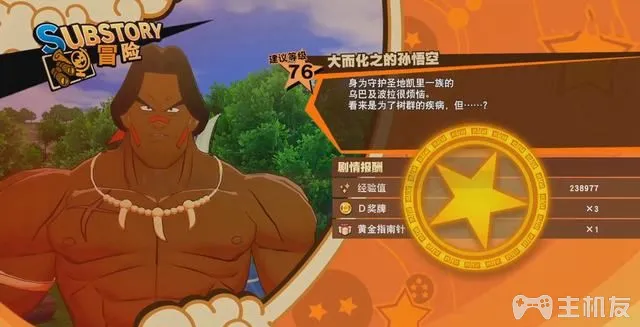 SUBSTORY
冒险
建议等级
76
大而化之的孙悟空
身为守护圣地凯里一族的
乌巴及波拉很烦恼。
看来是为了树群的疾病，但……？
剧情报酬
经验值 238977
D奖牌 ×3
黄金指南针 ×1
主机友